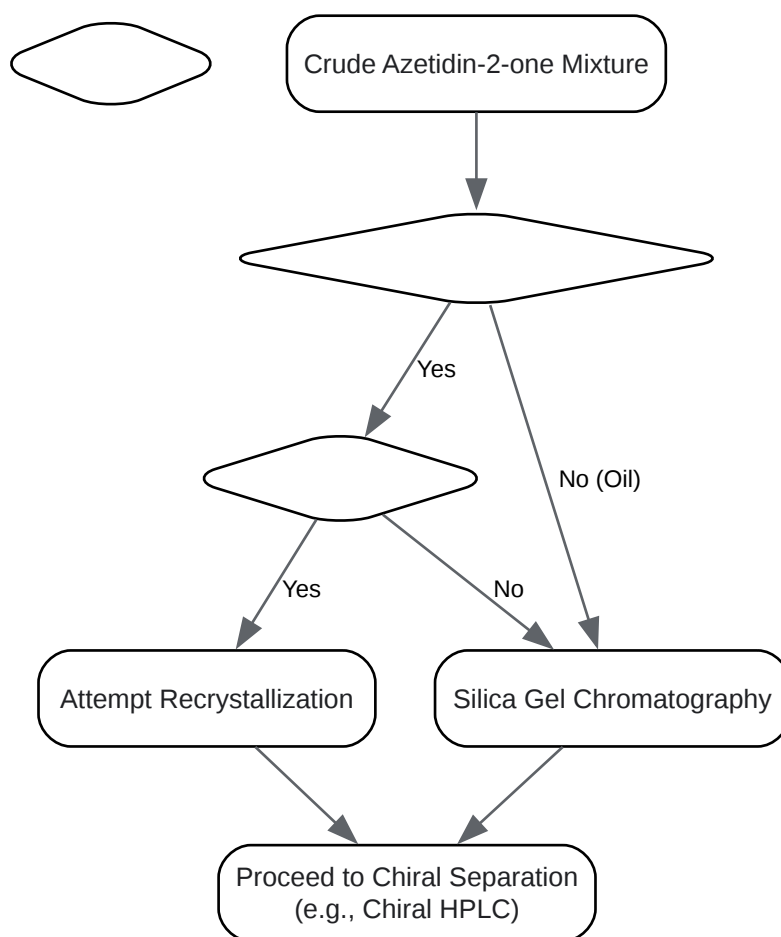 Crude Azetidin-2-one Mixture
Yes
No (Oil)
Yes
No
Attempt Recrystallization
Silica Gel Chromatography
Proceed to Chiral Separation
(e.g., Chiral HPLC)